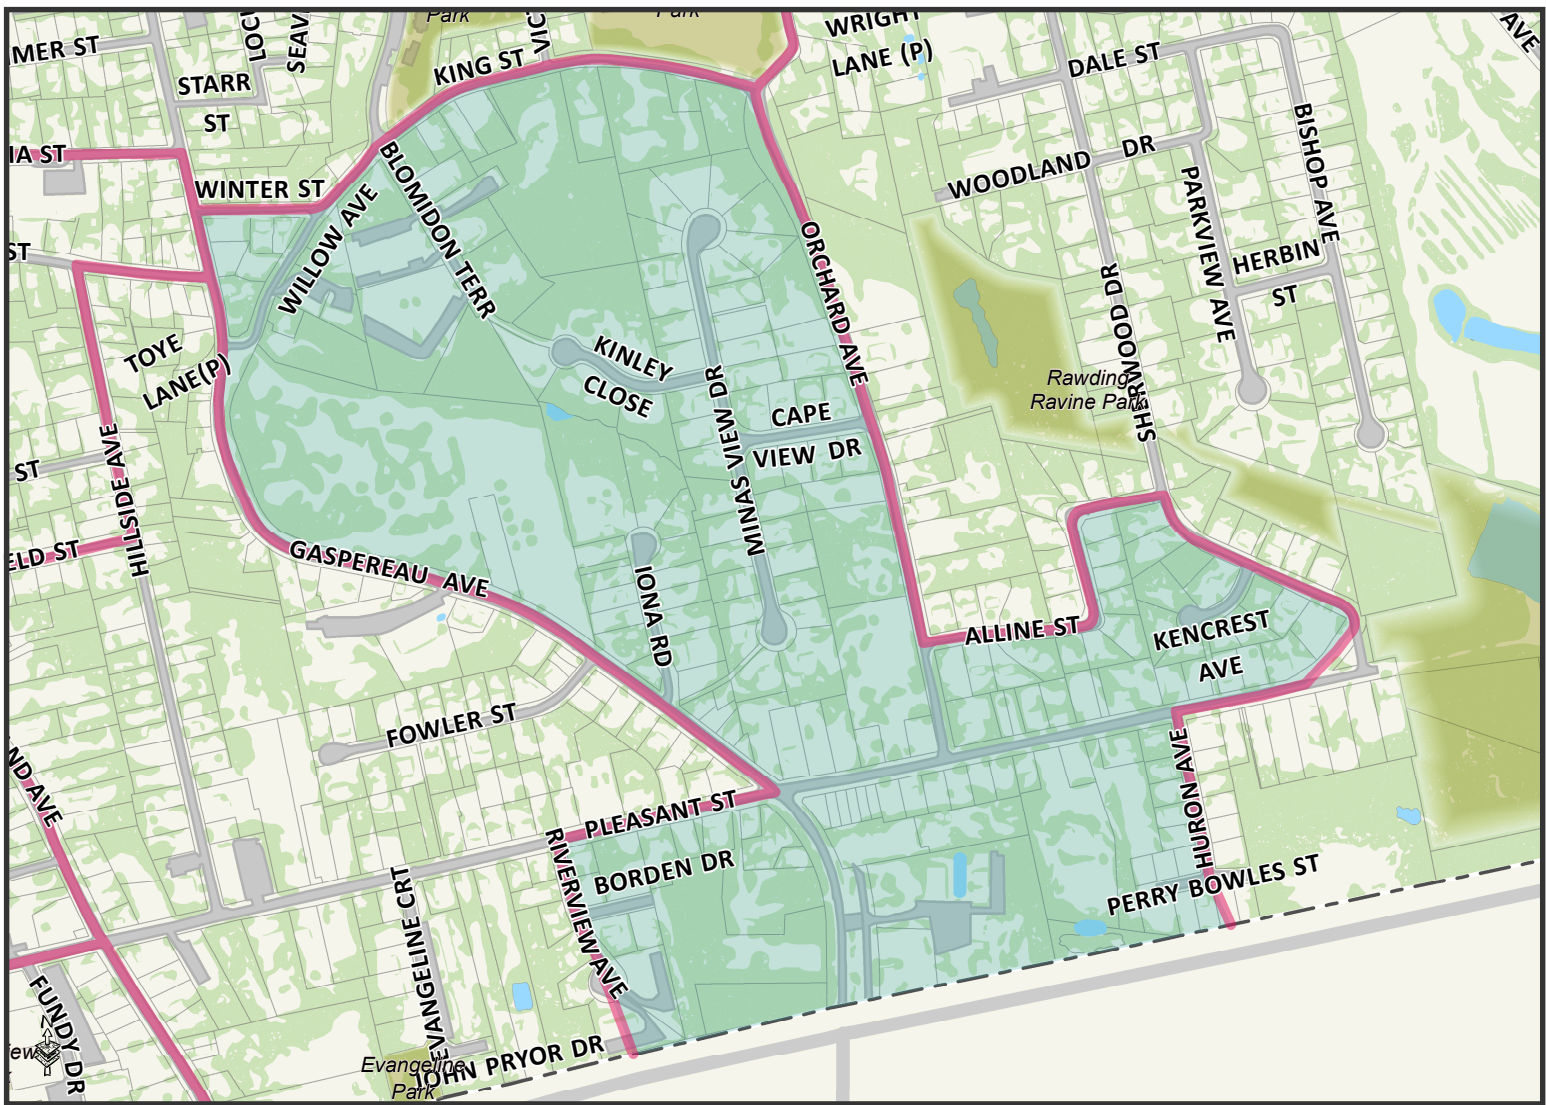 Park
Park
WRIGHT
LANE (P)
AVE
MER ST
STARR
ST
KING ST
DALE ST
BISHOP AVE
IA ST
WINTER ST
WILLOW AVE
BLOMIDON TERR
WOODLAND DR
PARKVIEW AVE
ST
ORCHARD AVE
SHERWOOD DR
HERBIN
ST
TOYE
LANE(P)
KINLEY
CLOSE
MINAS VIEW DR
Rawding
Ravine Park
CAPE
VIEW DR
ST
HILLSIDE AVE
ELD ST
GASPEREAU AVE
IONA RD
ALLINE ST
KENCREST
AVE
FOWLER ST
ND AVE
PLEASANT ST
HURON AVE
RIVERVIEW AVE
BORDEN DR
PERRY BOWLES ST
EVANGELINE CRT
FUNDY DR
JOHN PRYOR DR
Evangeline
Park